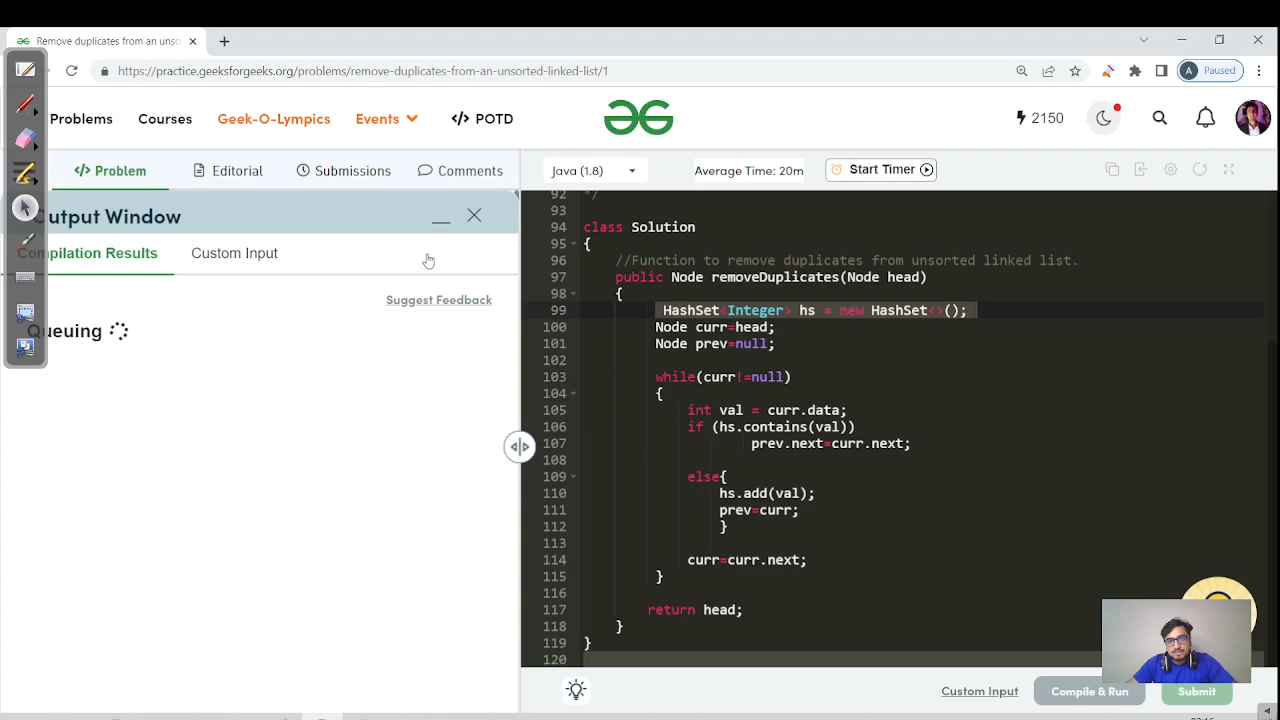 Remove duplicates from an unso
https://practice.geeksforgeeks.org/problems/remove-duplicates-from-an-unsorted-linked-list/1
A Paused
Problems Courses Geek-O-Lympics Events </> POTD
2150
</> Problem Editorial Submissions Comments
Java (1.8) Average Time: 20m Start Timer
utput Window
mpilation Results Custom Input
Suggest Feedback
Queuing
92 */
93
94 class Solution
95 {
96 //Function to remove duplicates from unsorted linked list.
97 public Node removeDuplicates(Node head)
98 {
99 HashSet<Integer> hs = new HashSet<>();
100 Node curr=head;
101 Node prev=null;
102
103 while(curr!=null)
104 {
105 int val = curr.data;
106 if (hs.contains(val))
107 prev.next=curr.next;
108
109 else{
110 hs.add(val);
111 prev=curr;
112 }
113
114 curr=curr.next;
115 }
116
117 return head;
118 }
119 }
120
Custom Input Compile & Run Submit